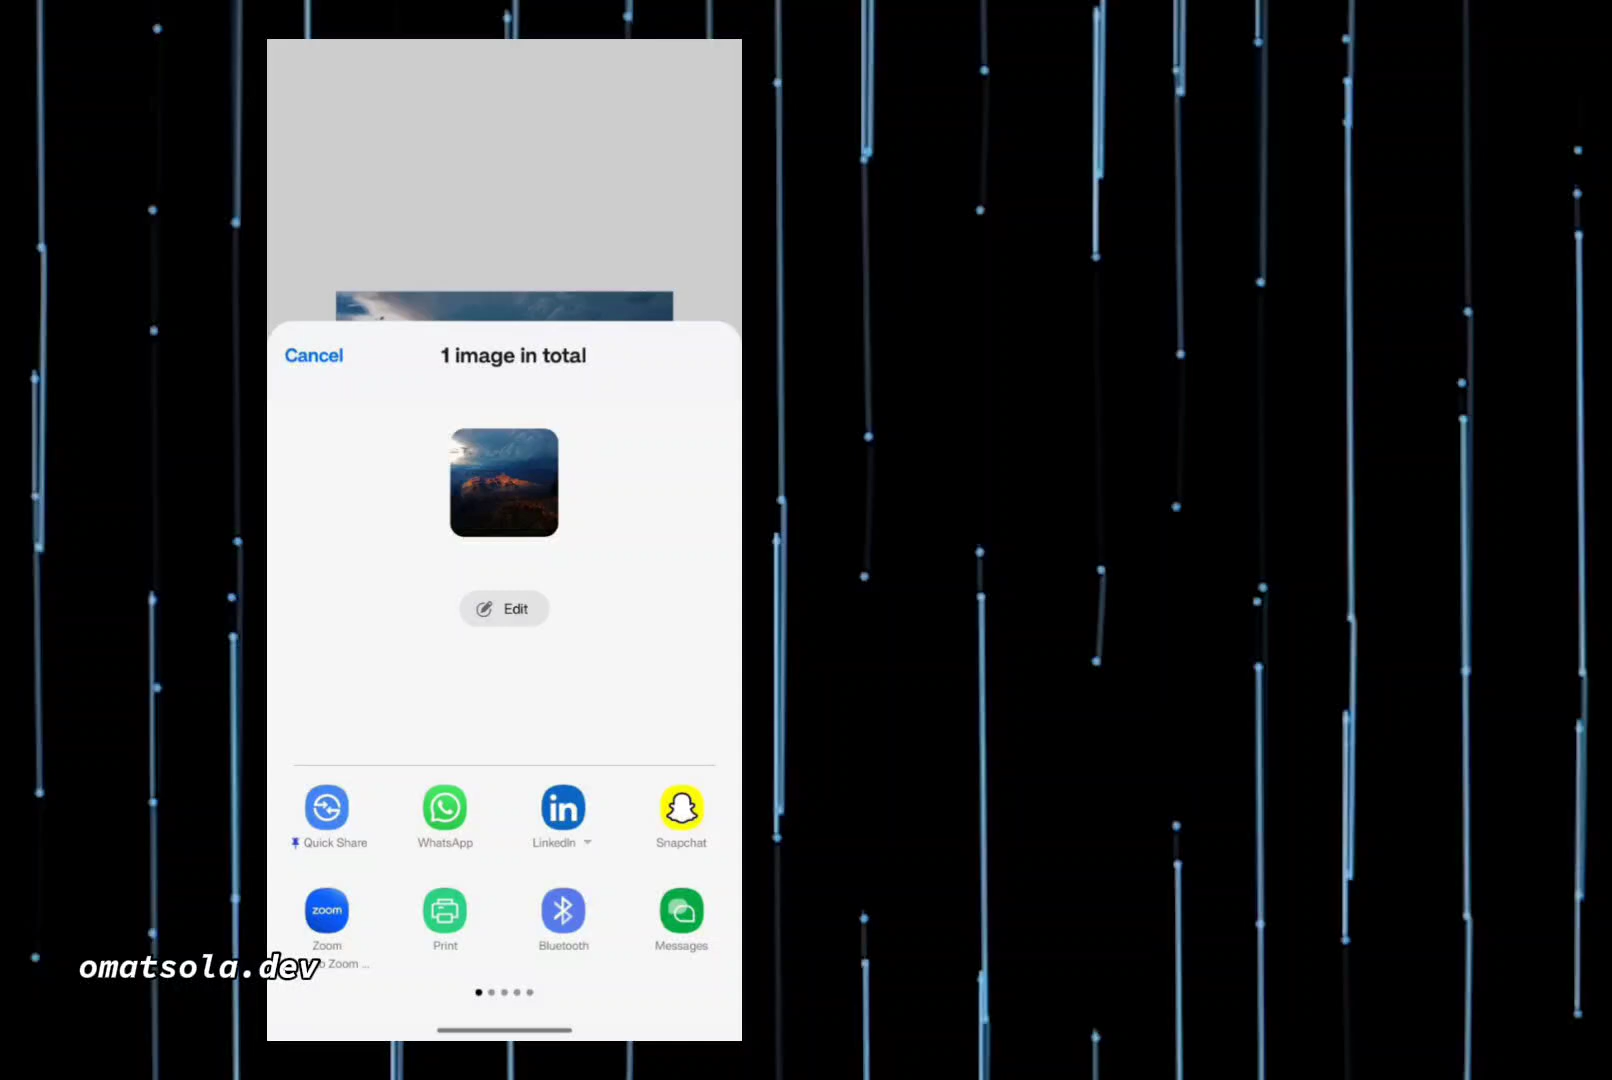 Cancel
1 image in total
Edit
Quick Share
WhatsApp
LinkedIn
Snapchat
zoom
Zoom
Zoom ...
Print
Bluetooth
Messages
omatsola.dev